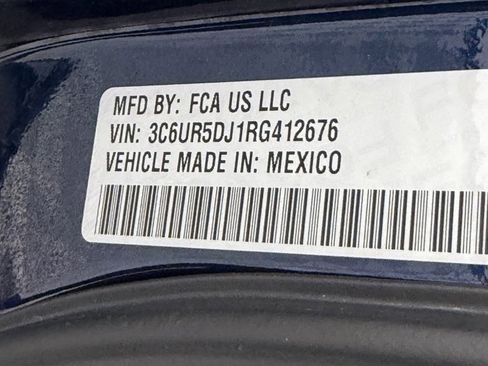 MFD BY: FCA US LLC
VIN: 3C6UR5DJ1RG412676
VEHICLE MADE IN: MEXICO